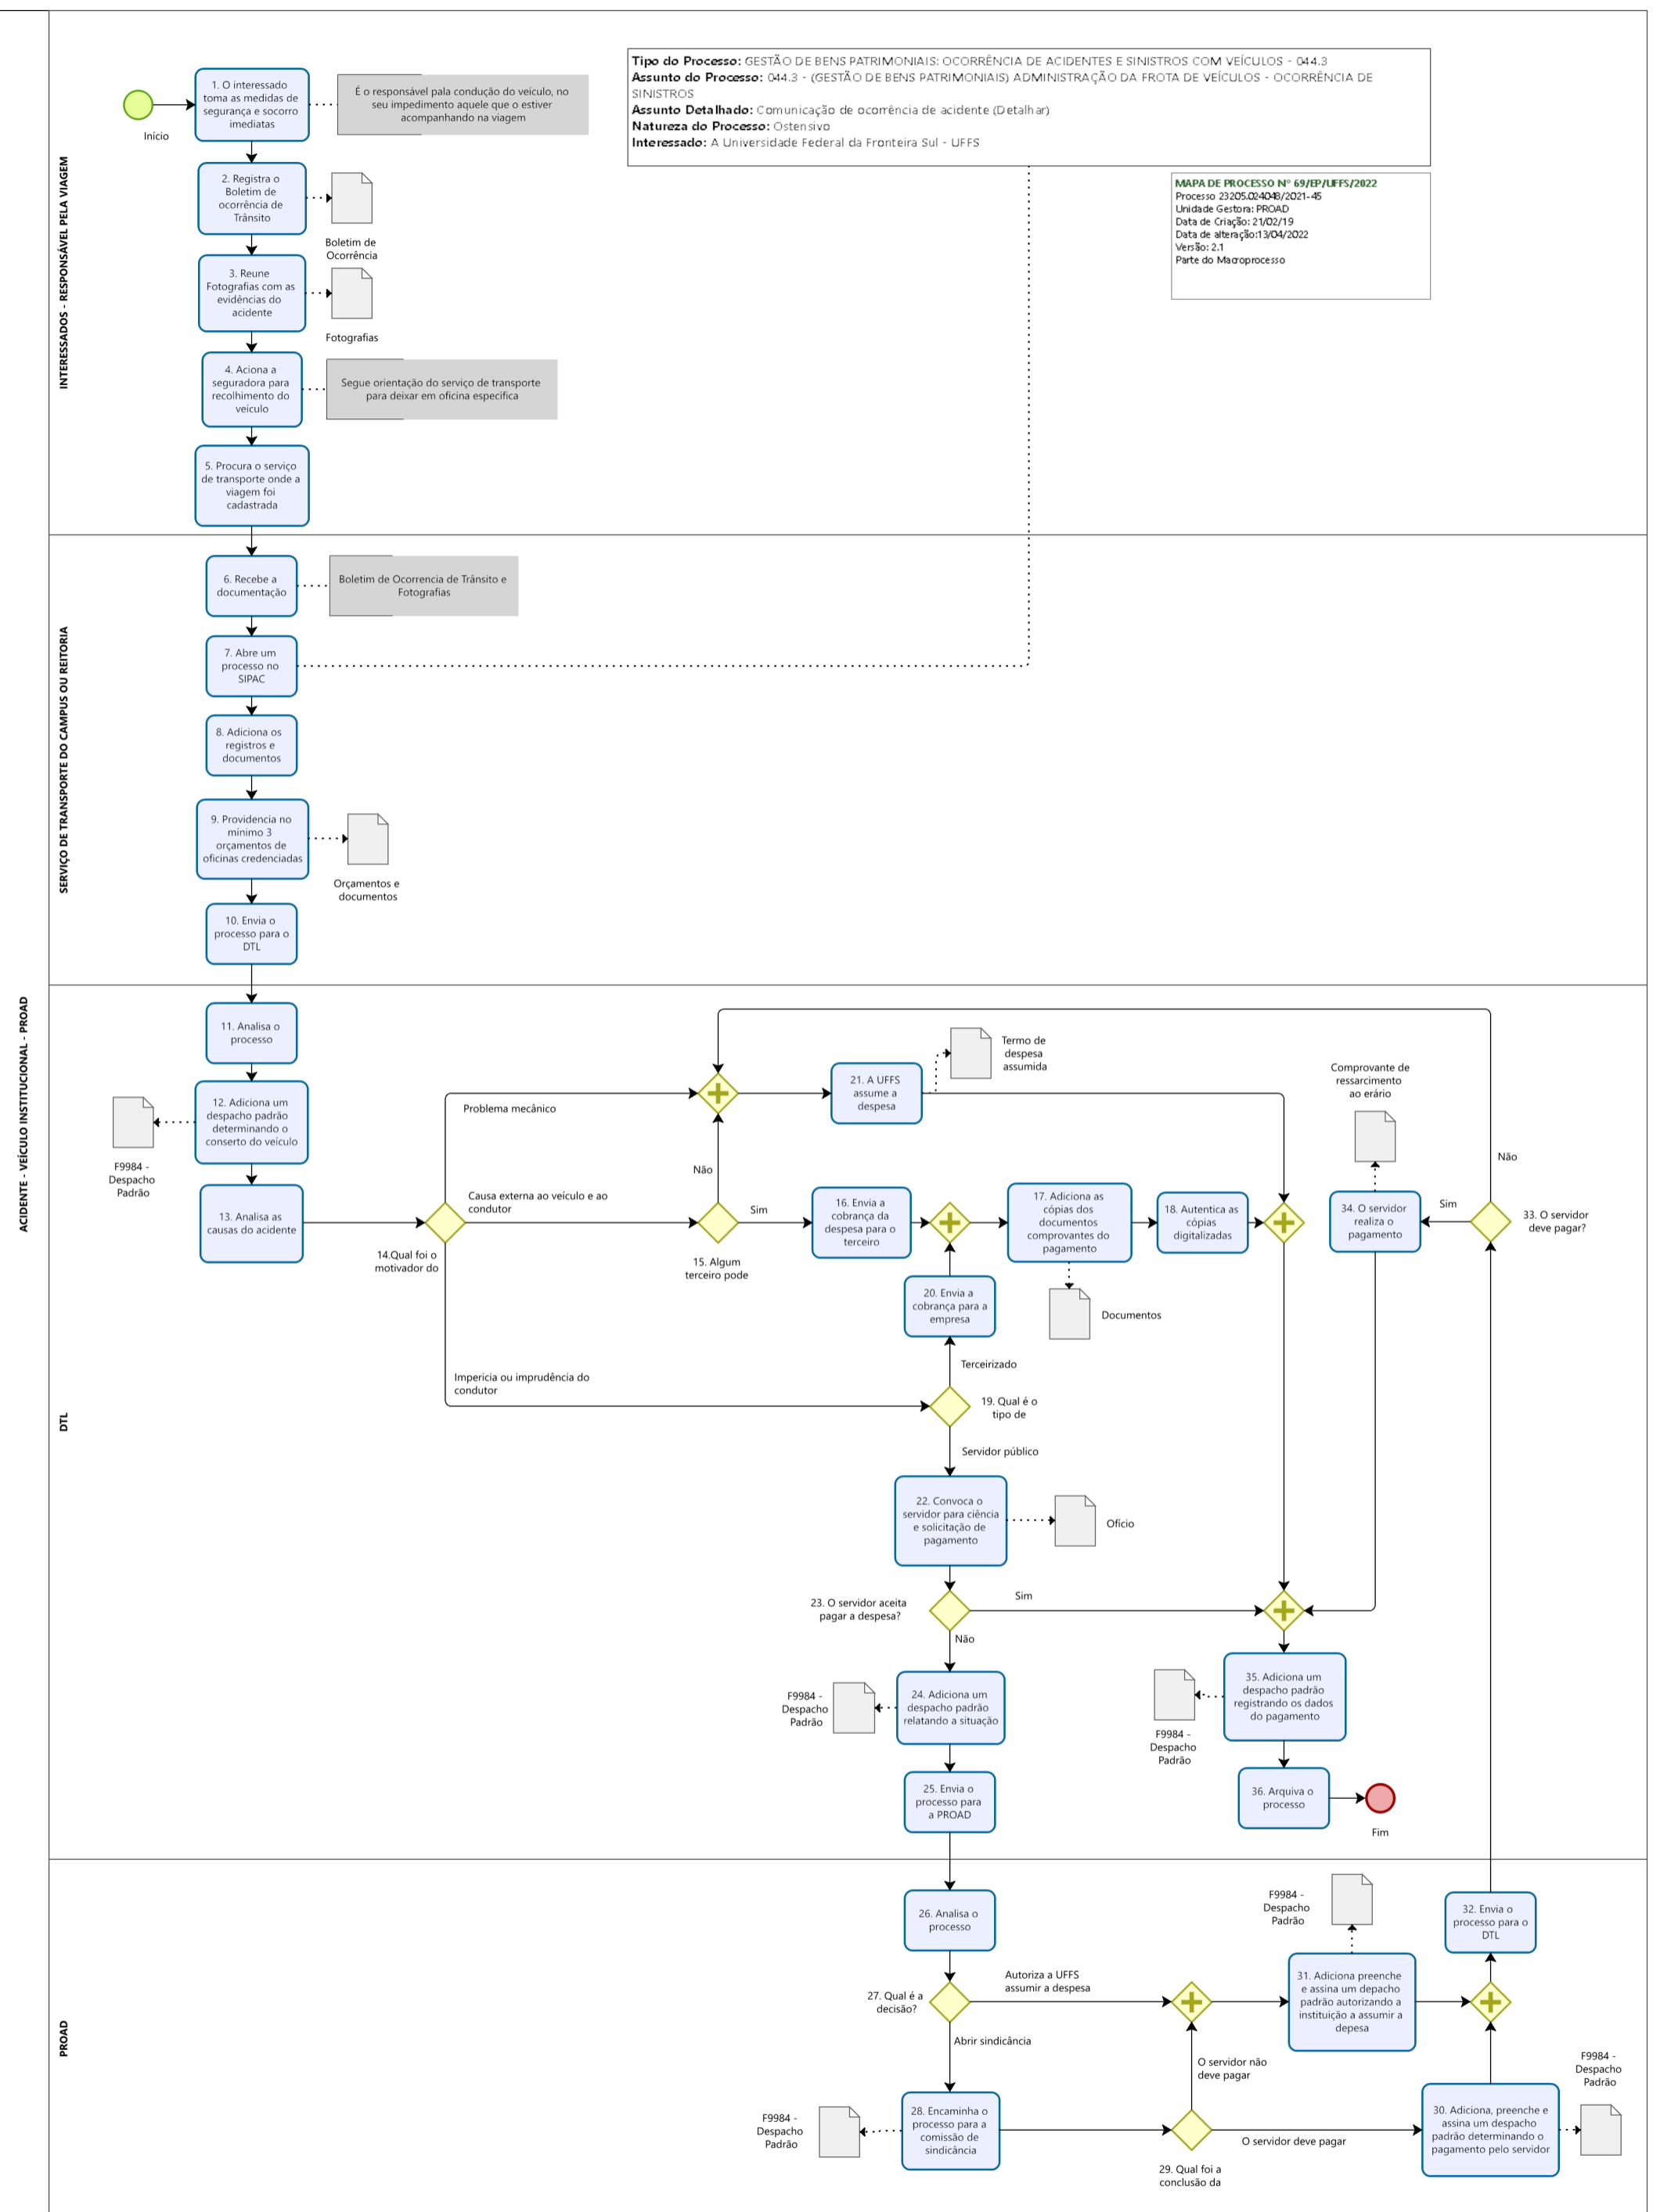 ACIDENTE - VEÍCULO INSTITUCIONAL - PROAD
INTERESSADOS - RESPONSÁVEL PELA VIAGEM
Início
1. O interessado
toma as medidas de
segurança e socorro
imediatas
É o responsável pala condução do veículo, no
seu impedimento aquele que o estiver
acompanhando na viagem
Tipo do Processo: GESTÃO DE BENS PATRIMONIAIS: OCORRÊNCIA DE ACIDENTES E SINISTROS COM VEÍCULOS - 044.3
Assunto do Processo: 044.3 - (GESTÃO DE BENS PATRIMONIAIS) ADMINISTRAÇÃO DA FROTA DE VEÍCULOS - OCORRÊNCIA DE
SINISTROS
Assunto Detalhado: Comunicação de ocorrência de acidente (Detalhar)
Natureza do Processo: Ostensivo
Interessado: A Universidade Federal da Fronteira Sul - UFFS
MAPA DE PROCESSO Nº 69/EP/UFFS/2022
Processo 23205.024048/2021-45
Unidade Gestora: PROAD
Data de Criação: 21/02/19
Data de alteração:13/04/2022
Versão: 2.1
Parte do Macroprocesso
2. Registra o
Boletim de
ocorrência de
Trânsito
Boletim de
Ocorrência
3. Reune
Fotografias com as
evidências do
acidente
Fotografias
4. Aciona a
seguradora para
recolhimento do
veículo
Segue orientação do serviço de transporte
para deixar em oficina especifica
5. Procura o serviço
de transporte onde a
viagem foi
cadastrada
SERVIÇO DE TRANSPORTE DO CAMPUS OU REITORIA
6. Recebe a
documentação
Boletim de Ocorrencia de Trânsito e
Fotografias
7. Abre um
processo no
SIPAC
8. Adiciona os
registros e
documentos
9. Providencia no
mínimo 3
orçamentos de
oficinas credenciadas
Orçamentos e
documentos
10. Envia o
processo para o
DTL
DTL
11. Analisa o
processo
12. Adiciona um
despacho padrão
determinando o
conserto do veículo
F9984 -
Despacho
Padrão
13. Analisa as
causas do acidente
14.Qual foi o
motivador do
Problema mecânico
Causa externa ao veículo e ao
condutor
Impericia ou imprudência do
condutor
15. Algum
terceiro pode
Não
Sim
16. Envia a
cobrança da
despesa para o
terceiro
17. Adiciona as
cópias dos
documentos
comprovantes do
pagamento
Documentos
18. Autentica as
cópias
digitalizadas
19. Qual é o
tipo de
Terceirizado
Servidor público
20. Envia a
cobrança para a
empresa
21. A UFFS
assume a
despesa
Termo de
despesa
assumida
22. Convoca o
servidor para ciência
e solicitação de
pagamento
Ofício
23. O servidor aceita
pagar a despesa?
Sim
Não
24. Adiciona um
despacho padrão
relatando a situação
F9984 -
Despacho
Padrão
25. Envia o
processo para
a PROAD
Comprovante de
ressarcimento
ao erário
34. O servidor
realiza o
pagamento
Sim
Não
33. O servidor
deve pagar?
35. Adiciona um
despacho padrão
registrando os dados
do pagamento
F9984 -
Despacho
Padrão
36. Arquiva o
processo
Fim
PROAD
26. Analisa o
processo
27. Qual é a
decisão?
Autoriza a UFFS
assumir a despesa
Abrir sindicância
28. Encaminha o
processo para a
comissão de
sindicância
F9984 -
Despacho
Padrão
29. Qual foi a
conclusão da
O servidor não
deve pagar
O servidor deve pagar
30. Adiciona, preenche e
assina um despacho
padrão determinando o
pagamento pelo servidor
F9984 -
Despacho
Padrão
31. Adiciona preenche
e assina um depacho
padrão autorizando a
instituição a assumir a
depesa
F9984 -
Despacho
Padrão
32. Envia o
processo para o
DTL